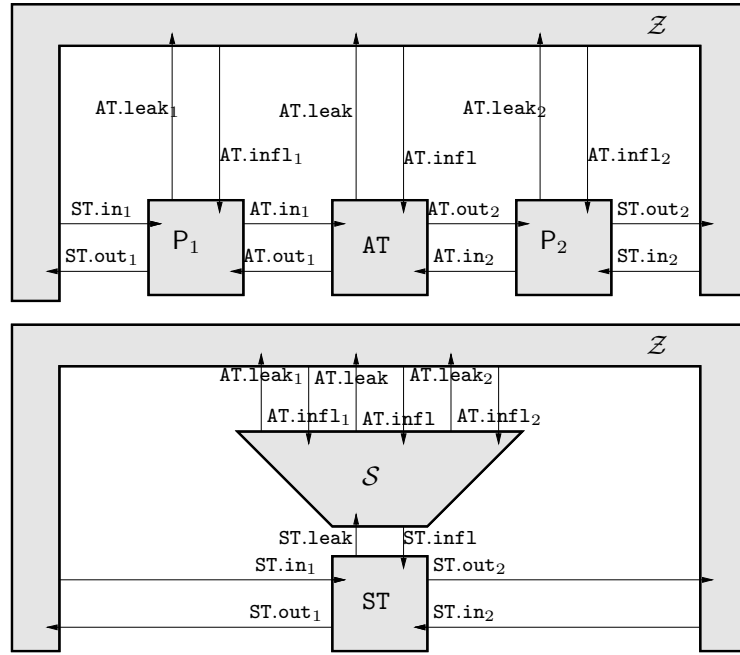 𝒵
AT.leak₁ AT.leak AT.leak₂
AT.infl₁ AT.infl AT.infl₂
ST.in₁ AT.in₁ AT.out₂ ST.out₂
P₁ AT P₂
ST.out₁ AT.out₁ AT.in₂ ST.in₂
𝒵
AT.leak₁ AT.leak AT.leak₂
AT.infl₁ AT.infl AT.infl₂
𝒮
ST.leak ST.infl
ST.in₁ ST.out₂
ST
ST.out₁ ST.in₂